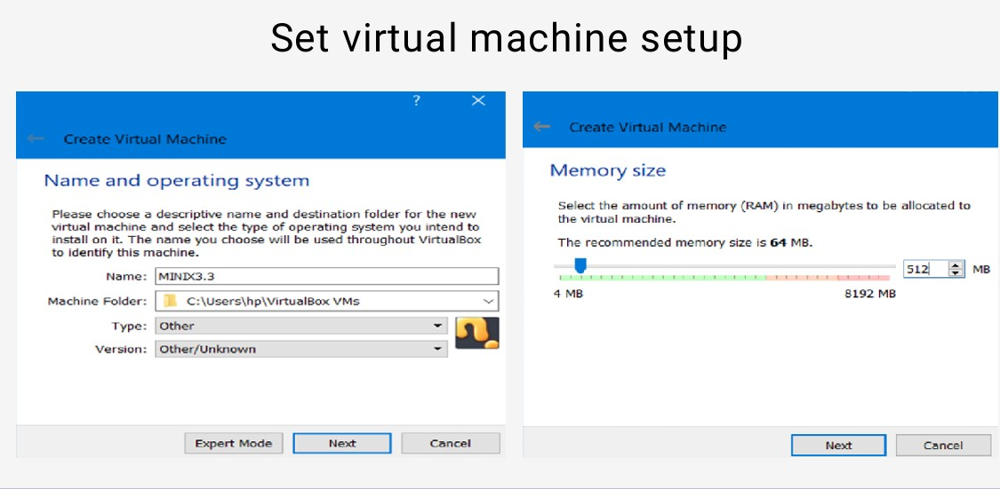 Set virtual machine setup
?
Create Virtual Machine
Name and operating system
Please choose a descriptive name and destination folder for the new
virtual machine and select the type of operating system you intend to
install on it. The name you choose will be used throughout VirtualBox
to identify this machine.
Name: MINIX3.3
Machine Folder: C:\Users\hp\VirtualBox VMs
Type: Other
Version: Other/Unknown
Expert Mode Next Cancel
Create Virtual Machine
Memory size
Select the amount of memory (RAM) in megabytes to be allocated to
the virtual machine.
The recommended memory size is 64 MB.
512 MB
4 MB 8192 MB
Next Cancel